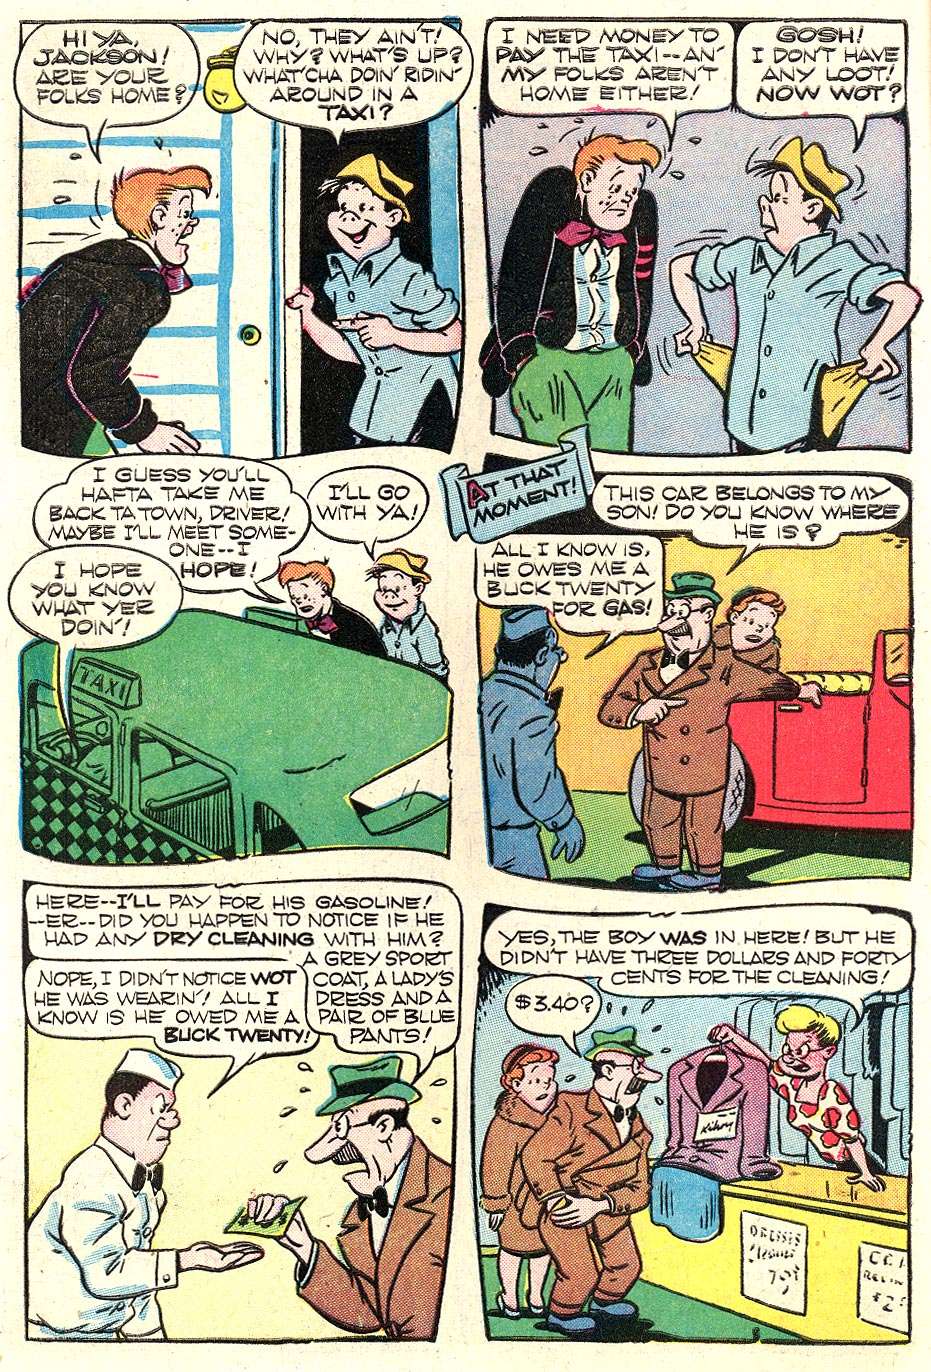 HI YA,
JACKSON!
ARE YOUR
FOLKS HOME?
NO, THEY AIN'T!
WHY? WHAT'S UP?
WHAT'CHA DOIN' RIDIN'
AROUND IN A
TAXI?
I NEED MONEY TO
PAY THE TAXI--AN'
MY FOLKS AREN'T
HOME EITHER!
GOSH!
I DON'T HAVE
ANY LOOT!
NOW WOT?
I GUESS YOU'LL
HAFTA TAKE ME
BACK TA TOWN, DRIVER!
MAYBE I'LL MEET SOME-
ONE--I
HOPE!
I'LL GO
WITH YA!
I HOPE
YOU KNOW
WHAT YER
DOIN'!
TAXI
AT THAT
MOMENT!
THIS CAR BELONGS TO MY
SON! DO YOU KNOW WHERE
HE IS?
ALL I KNOW IS,
HE OWES ME A
BUCK TWENTY
FOR GAS!
HERE--I'LL PAY FOR HIS GASOLINE!
--ER--DID YOU HAPPEN TO NOTICE IF HE
HAD ANY DRY CLEANING WITH HIM?
A GREY SPORT
COAT, A LADY'S
DRESS AND A
PAIR OF BLUE
PANTS!
NOPE, I DIDN'T NOTICE WOT
HE WAS WEARIN'! ALL I
KNOW IS HE OWED ME A
BUCK TWENTY!
YES, THE BOY WAS IN HERE! BUT HE
DIDN'T HAVE THREE DOLLARS AND FORTY
CENTS FOR THE CLEANING!
$3.40?
DRESSES